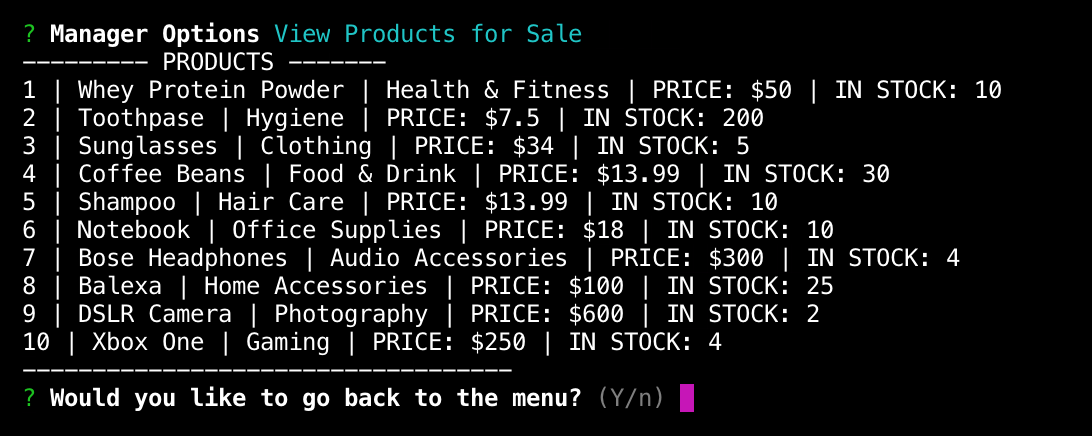 ? Manager Options View Products for Sale
--------- PRODUCTS -------
1 | Whey Protein Powder | Health & Fitness | PRICE: $50 | IN STOCK: 10
2 | Toothpase | Hygiene | PRICE: $7.5 | IN STOCK: 200
3 | Sunglasses | Clothing | PRICE: $34 | IN STOCK: 5
4 | Coffee Beans | Food & Drink | PRICE: $13.99 | IN STOCK: 30
5 | Shampoo | Hair Care | PRICE: $13.99 | IN STOCK: 10
6 | Notebook | Office Supplies | PRICE: $18 | IN STOCK: 10
7 | Bose Headphones | Audio Accessories | PRICE: $300 | IN STOCK: 4
8 | Balexa | Home Accessories | PRICE: $100 | IN STOCK: 25
9 | DSLR Camera | Photography | PRICE: $600 | IN STOCK: 2
10 | Xbox One | Gaming | PRICE: $250 | IN STOCK: 4
-----------------------------------
? Would you like to go back to the menu? (Y/n)